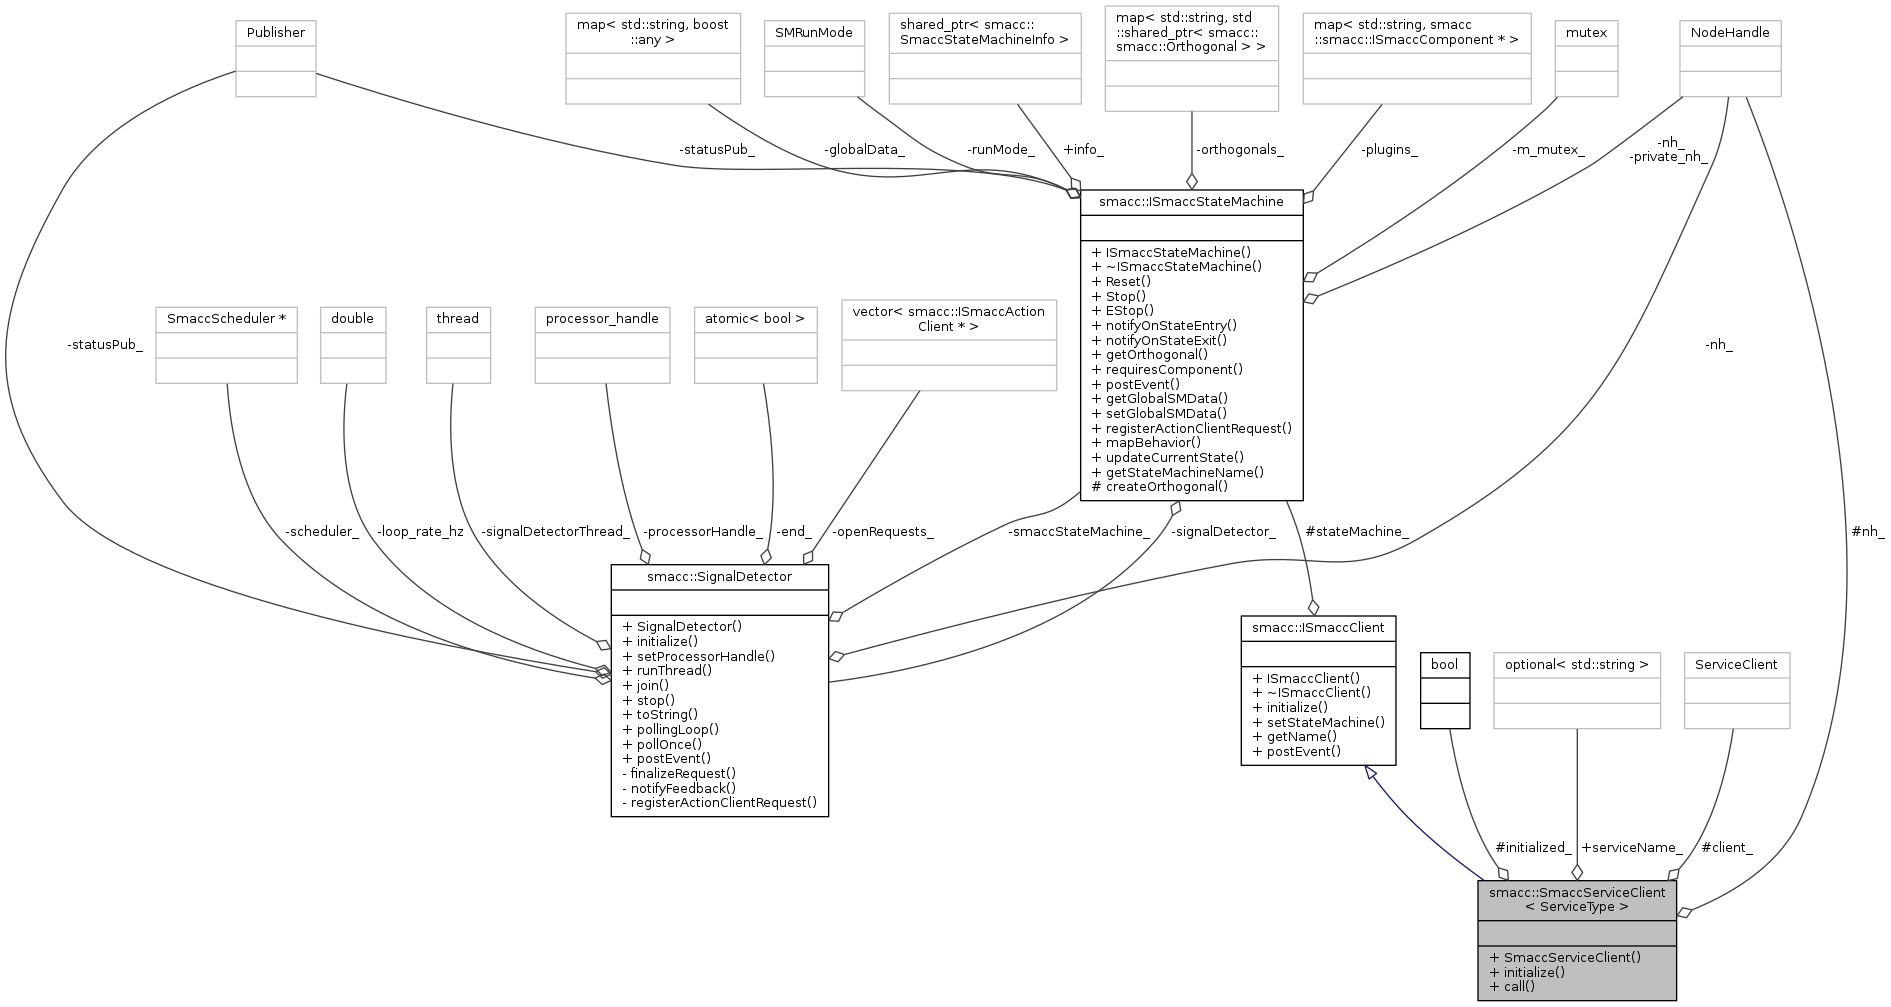 Publisher
map< std::string, boost
::any >
SMRunMode
shared_ptr< smacc::
SmaccStateMachineInfo >
map< std::string, std
::shared_ptr< smacc::
smacc::Orthogonal > >
map< std::string, smacc
::smacc::ISmaccComponent * >
mutex
NodeHandle
-statusPub_
-globalData_
-runMode_
+info_
-orthogonals_
-plugins_
-m_mutex_
-nh_
-private_nh_
smacc::ISmaccStateMachine
+ ISmaccStateMachine()
+ ~ISmaccStateMachine()
+ Reset()
+ Stop()
+ EStop()
+ notifyOnStateEntry()
+ notifyOnStateExit()
+ getOrthogonal()
+ requiresComponent()
+ postEvent()
+ getGlobalSMData()
+ setGlobalSMData()
+ registerActionClientRequest()
+ mapBehavior()
+ updateCurrentState()
+ getStateMachineName()
# createOrthogonal()
SmaccScheduler *
double
thread
processor_handle
atomic< bool >
vector< smacc::ISmaccAction
Client * >
-statusPub_
-nh_
-scheduler_
-loop_rate_hz
-signalDetectorThread_
-processorHandle_
-end_
-openRequests_
-smaccStateMachine_
-signalDetector_
#stateMachine_
#nh_
smacc::SignalDetector
+ SignalDetector()
+ initialize()
+ setProcessorHandle()
+ runThread()
+ join()
+ stop()
+ toString()
+ pollingLoop()
+ pollOnce()
+ postEvent()
- finalizeRequest()
- notifyFeedback()
- registerActionClientRequest()
smacc::ISmaccClient
+ ISmaccClient()
+ ~ISmaccClient()
+ initialize()
+ setStateMachine()
+ getName()
+ postEvent()
bool
optional< std::string >
ServiceClient
#initialized_
+serviceName_
#client_
smacc::SmaccServiceClient
< ServiceType >
+ SmaccServiceClient()
+ initialize()
+ call()